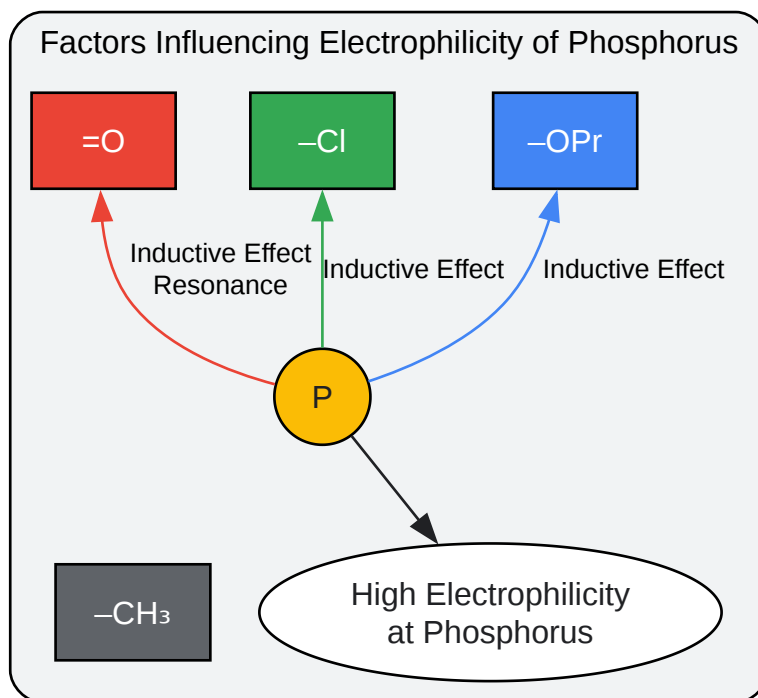 Factors Influencing Electrophilicity of Phosphorus
=O
–Cl
–OPr
Inductive Effect
Resonance
Inductive Effect
Inductive Effect
P
–CH₃
High Electrophilicity
at Phosphorus